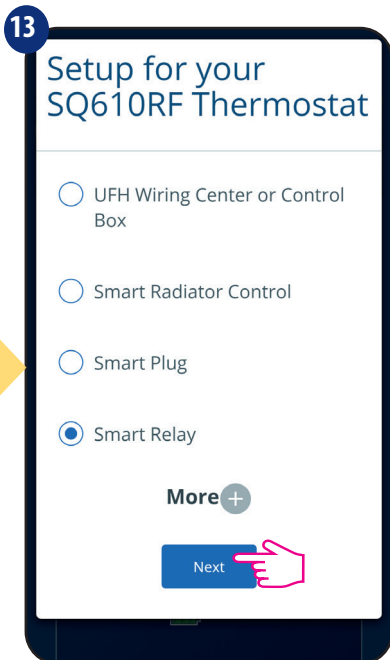 13
Setup for your
SQ610RF Thermostat
UFH Wiring Center or Control
Box
Smart Radiator Control
Smart Plug
Smart Relay
More +
Next